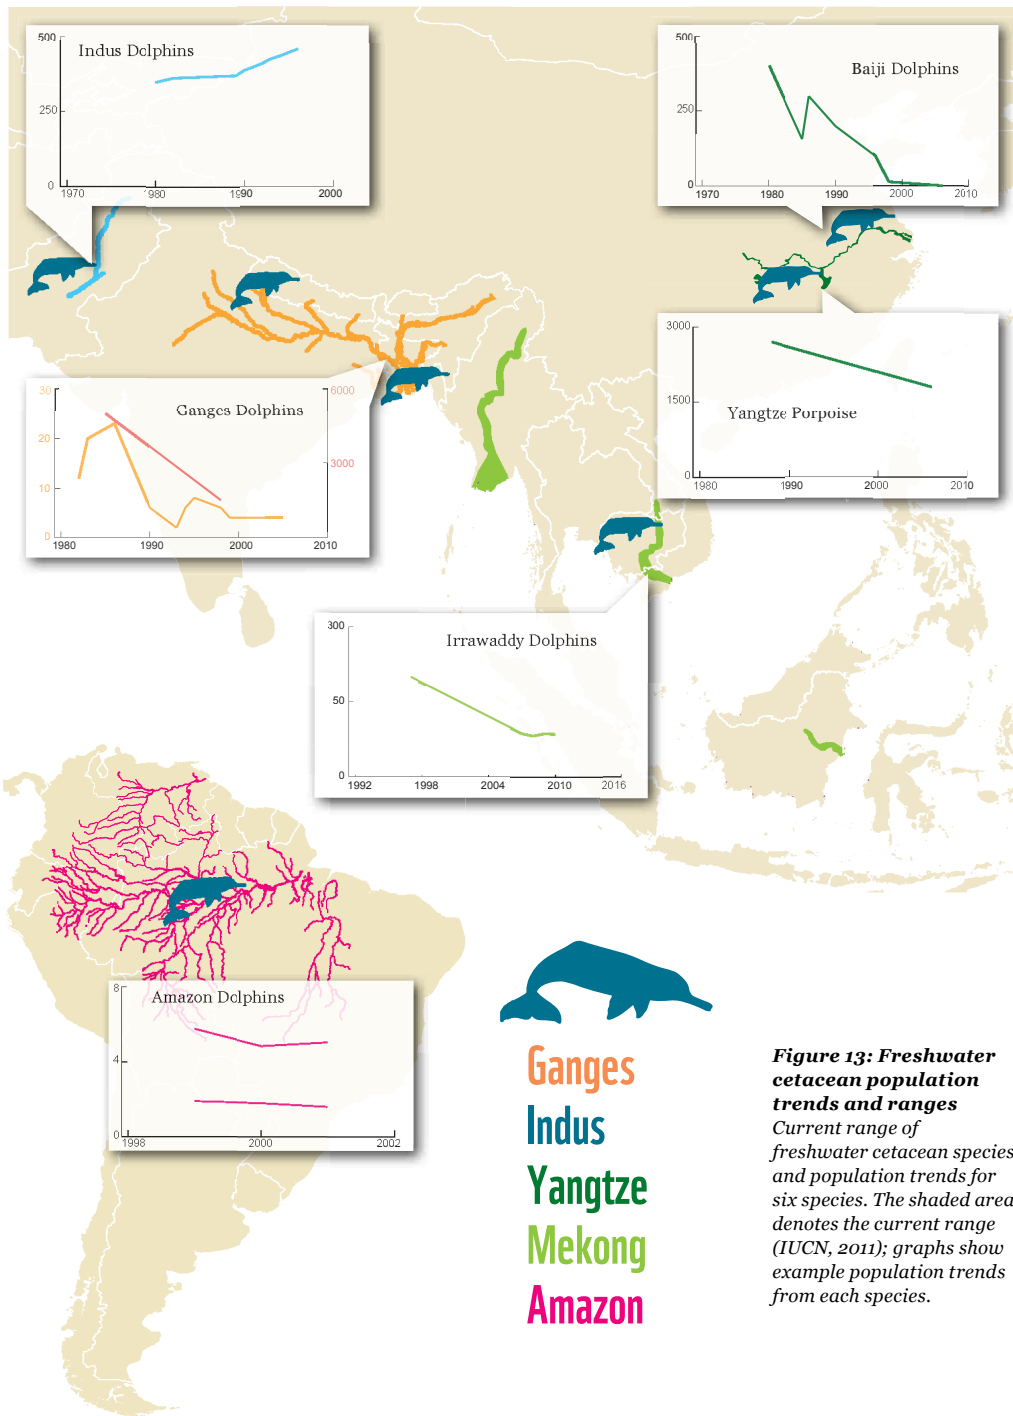 500
Indus Dolphins
250
0
1970
1980
1990
2000
500
Baiji Dolphins
250
0
1970
1980
1990
2000
2010
30
6000
Ganges Dolphins
20
3000
10
0
1980
1990
2000
2010
3000
1500
Yangtze Porpoise
0
1980
1990
2000
2010
300
Irrawaddy Dolphins
50
0
1992
1998
2004
2010
2016
8
Amazon Dolphins
4
0
1998
2000
2002
Ganges
Indus
Yangtze
Mekong
Amazon
Figure 13: Freshwater
cetacean population
trends and ranges
Current range of
freshwater cetacean species
and population trends for
six species. The shaded area
denotes the current range
(IUCN, 2011); graphs show
example population trends
from each species.